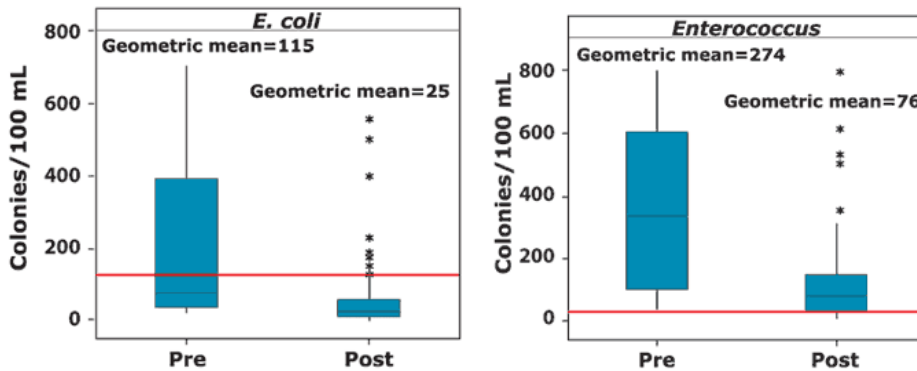 E. coli
Geometric mean=115
Geometric mean=25
Colonies/100 mL
800
600
400
200
0
Pre Post
Enterococcus
Geometric mean=274
Geometric mean=76
Colonies/100 mL
800
600
400
200
0
Pre Post